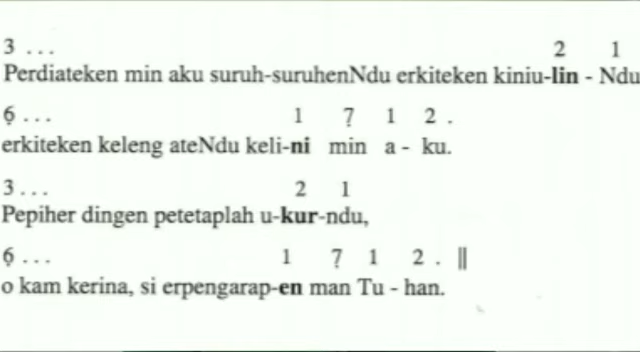 3 ... 2 1
Perdiateken min aku suruh-suruhenNdu erkiteken kiniu-lin - Ndu
6̣ ... 1 7̣ 1 2 .
erkiteken keleng ateNdu keli-ni min a - ku.
3 ... 2 1
Pepiher dingen petetaplah u-kur-ndu,
6̣ ... 1 7̣ 1 2 . ||
o kam kerina, si erpengarap-en man Tu - han.